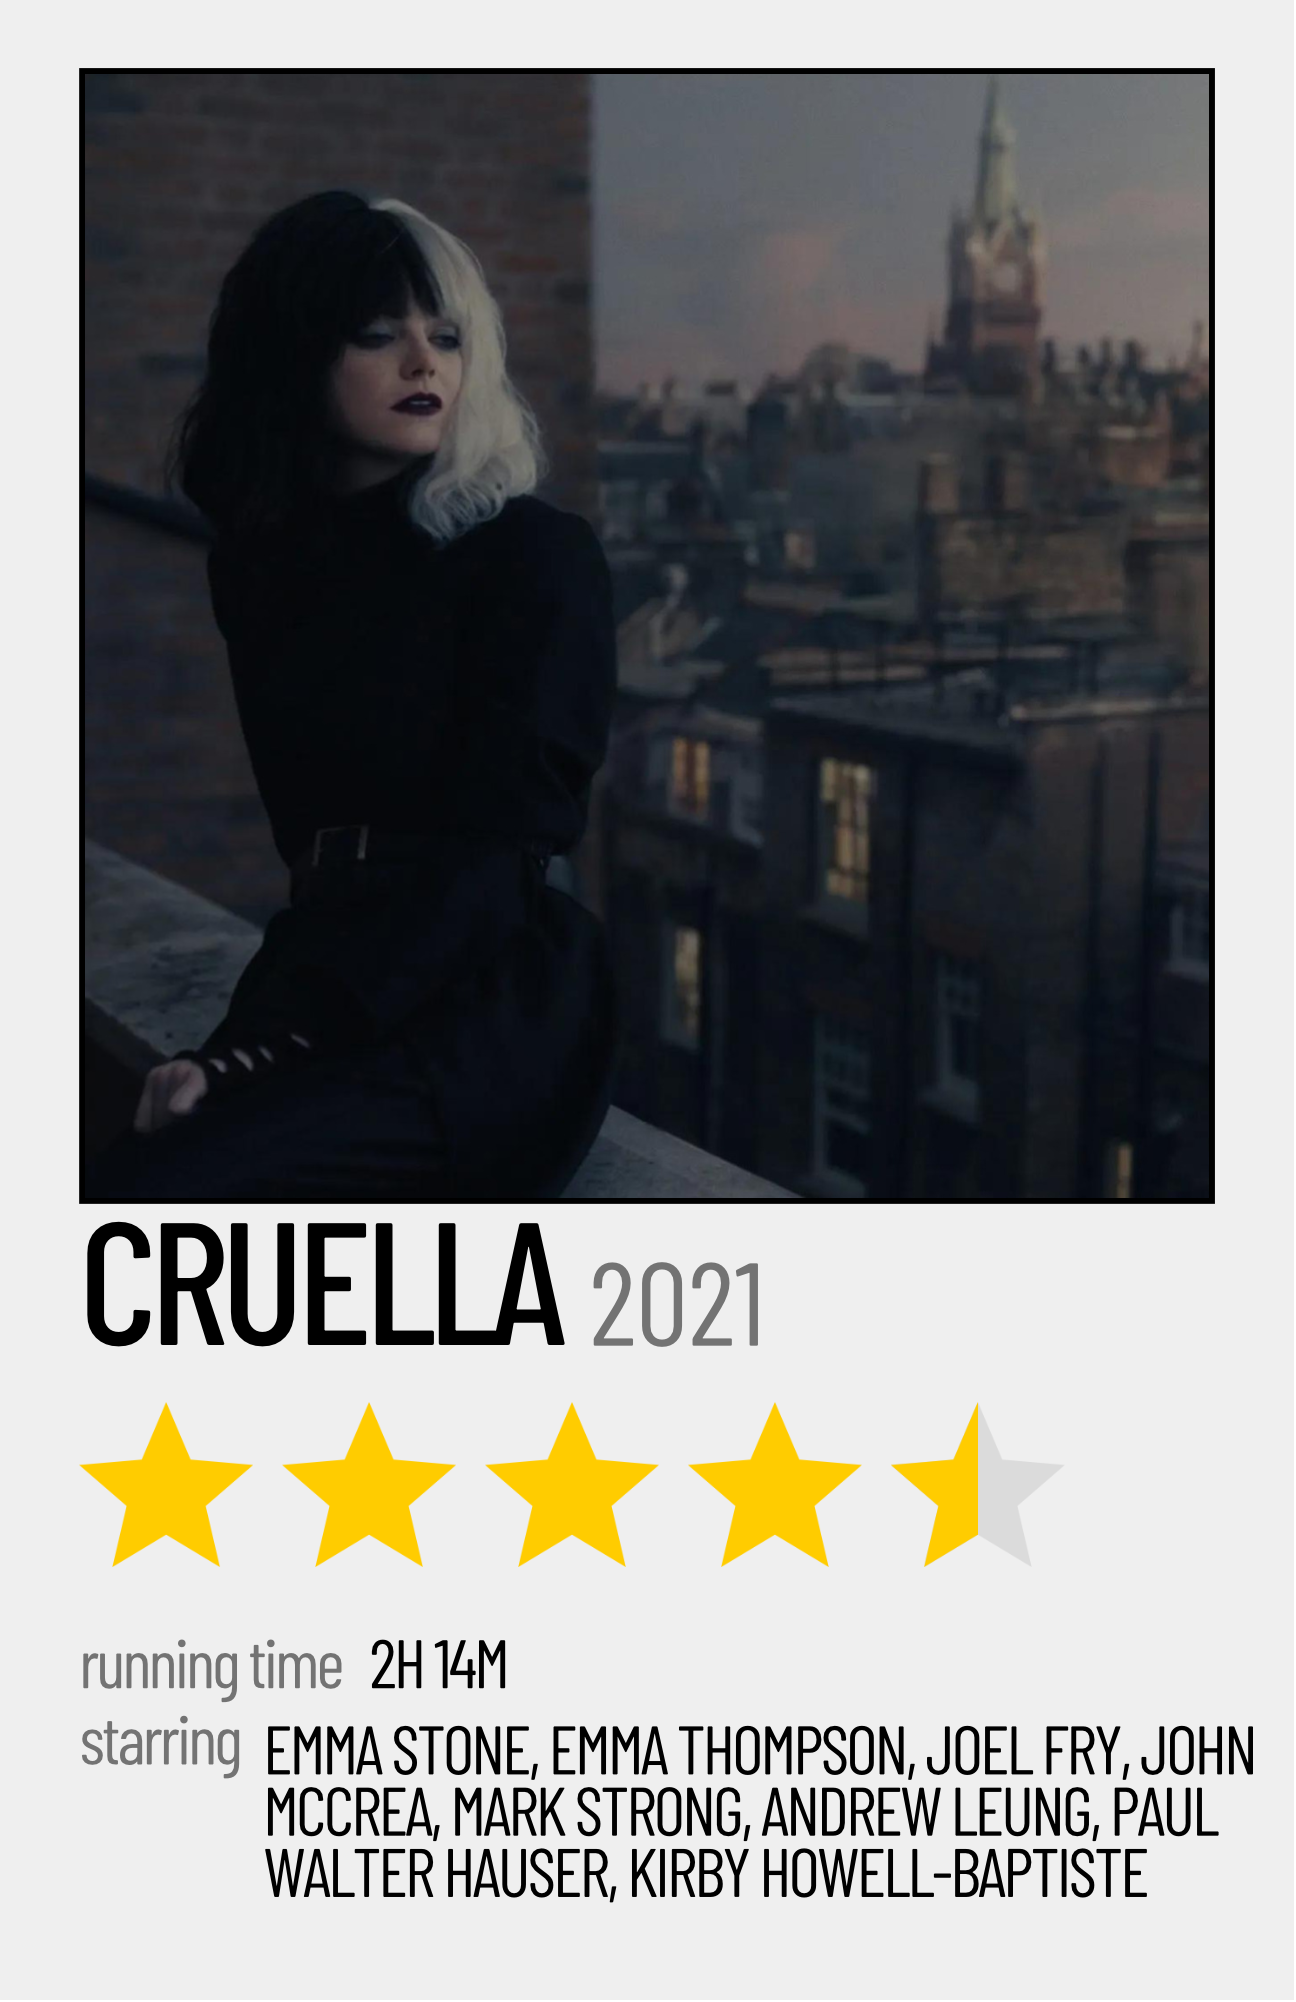 CRUELLA 2021
running time 2H 14M
starring EMMA STONE, EMMA THOMPSON, JOEL FRY, JOHN
MCCREA, MARK STRONG, ANDREW LEUNG, PAUL
WALTER HAUSER, KIRBY HOWELL-BAPTISTE